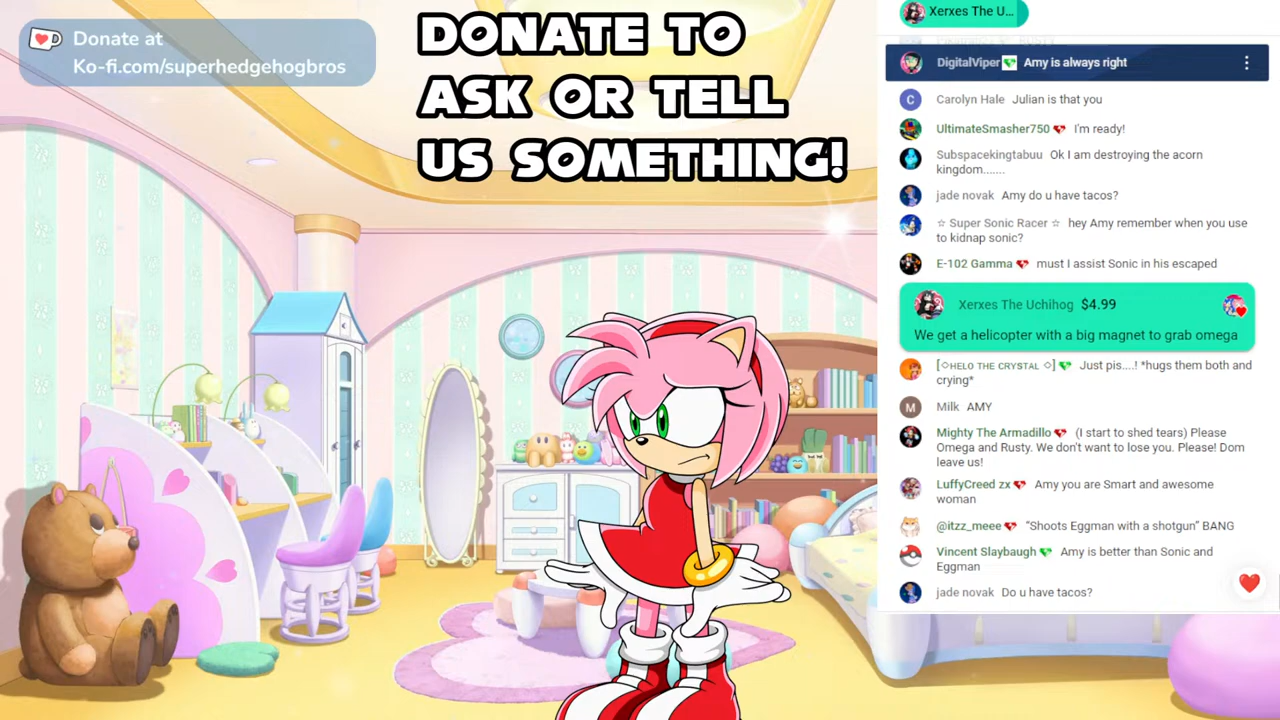 Donate at
Ko-fi.com/superhedgehogbros
DONATE TO
ASK OR TELL
US SOMETHING!
Xerxes The U...
DigitalViper Amy is always right
C Carolyn Hale Julian is that you
UltimateSmasher750 I'm ready!
Subspacekingtabuu Ok I am destroying the acorn
kingdom.......
jade novak Amy do u have tacos?
☆ Super Sonic Racer ☆ hey Amy remember when you use
to kidnap sonic?
E-102 Gamma must I assist Sonic in his escaped
Xerxes The Uchihog $4.99
We get a helicopter with a big magnet to grab omega
[◇HELO THE CRYSTAL ◇] Just pis....! *hugs them both and
crying*
M Milk AMY
Mighty The Armadillo (I start to shed tears) Please
Omega and Rusty. We don't want to lose you. Please! Dom
leave us!
LuffyCreed zx Amy you are Smart and awesome
woman
@itzz_meee “Shoots Eggman with a shotgun” BANG
Vincent Slaybaugh Amy is better than Sonic and
Eggman
jade novak Do u have tacos?